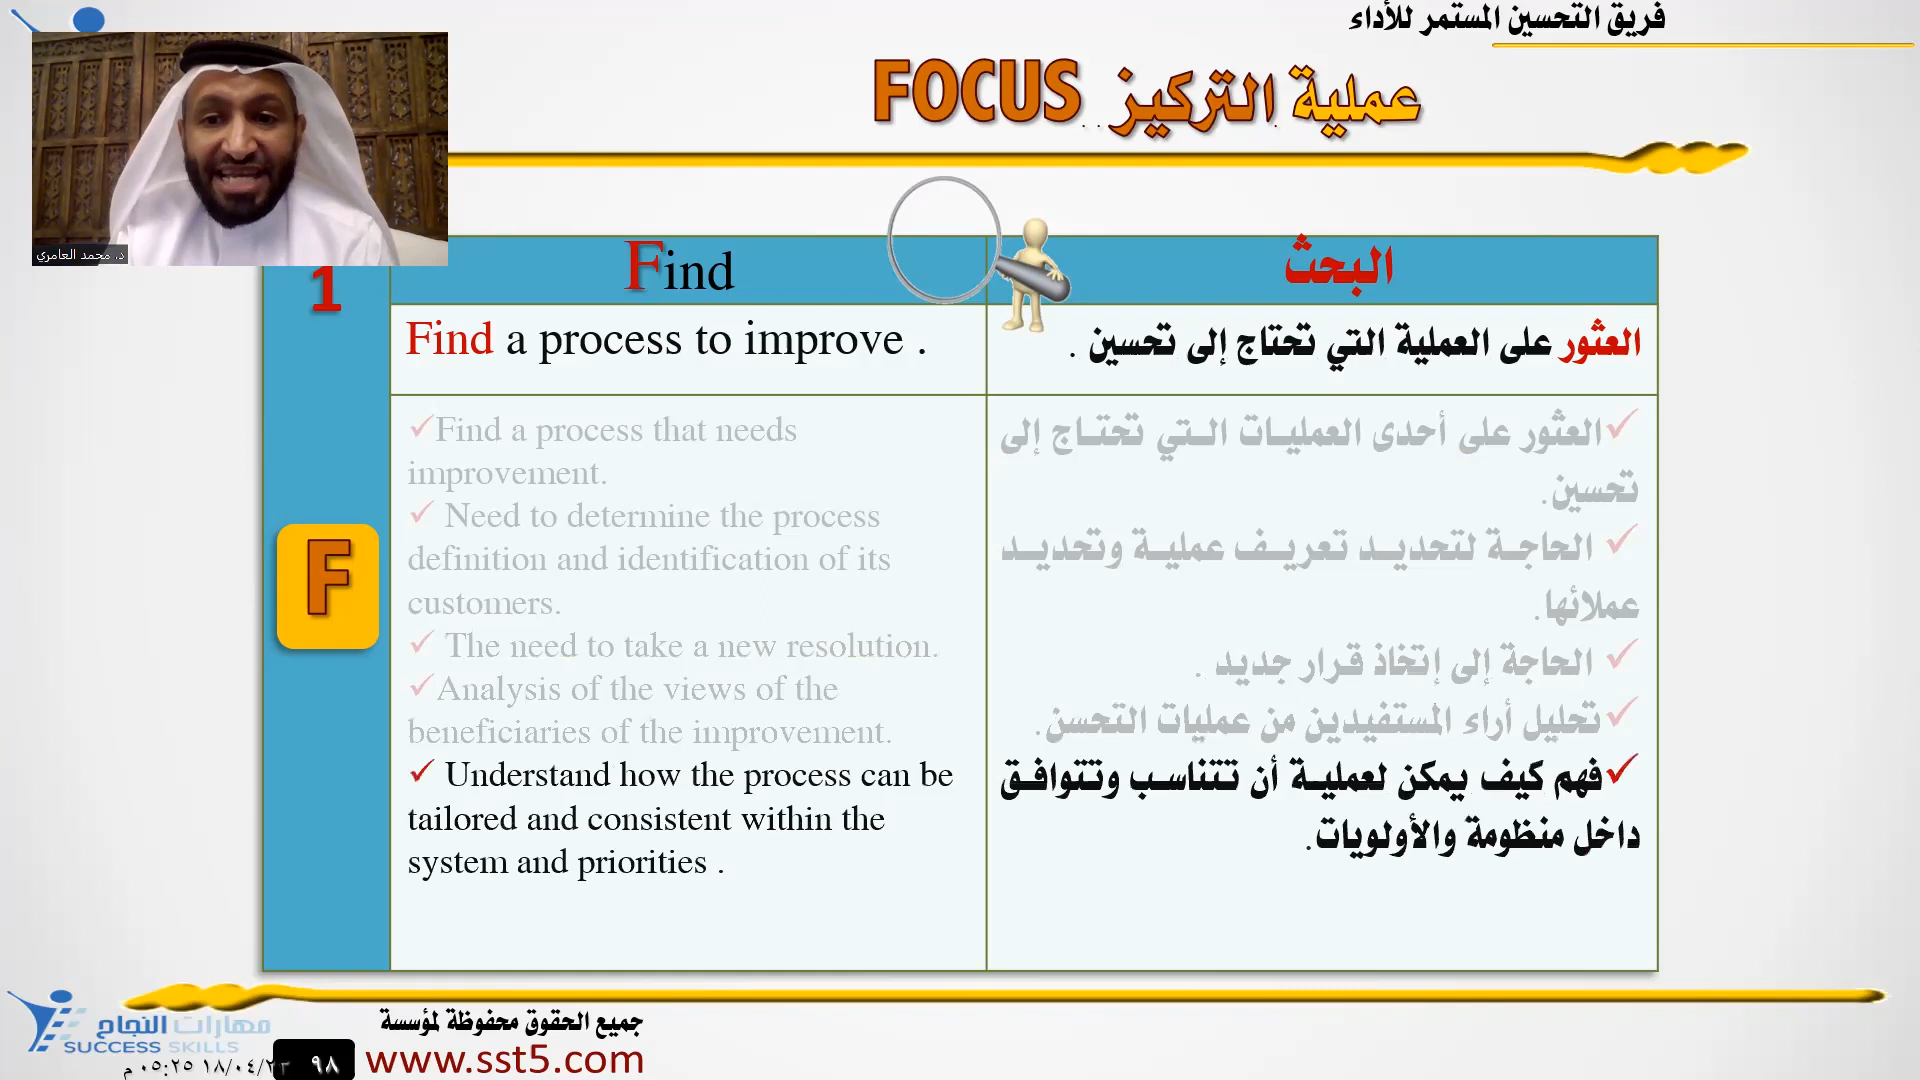 فريق التحسين المستمر للأداء
عملية التركيز FOCUS
د. محمد العامري
1
Find
البحث
Find a process to improve .
العثور على العملية التي تحتاج إلى تحسين .
F
✓Find a process that needs
improvement.
✓ Need to determine the process
definition and identification of its
customers.
✓ The need to take a new resolution.
✓Analysis of the views of the
beneficiaries of the improvement.
✓ Understand how the process can be
tailored and consistent within the
system and priorities .
✓العثور على أحدى العمليات التي تحتاج إلى
تحسين.
✓ الحاجة لتحديد تعريف عملية وتحديد
عملائها.
✓ الحاجة إلى إتخاذ قرار جديد .
✓تحليل أراء المستفيدين من عمليات التحسن.
✓فهم كيف يمكن لعملية أن تتناسب وتتوافق
داخل منظومة والأولويات.
مهارات النجاح
SUCCESS SKILLS
جميع الحقوق محفوظة لمؤسسة
www.sst5.com
٩٨
١٨/٠٤/٢٣ ٠٥:٢٥ م